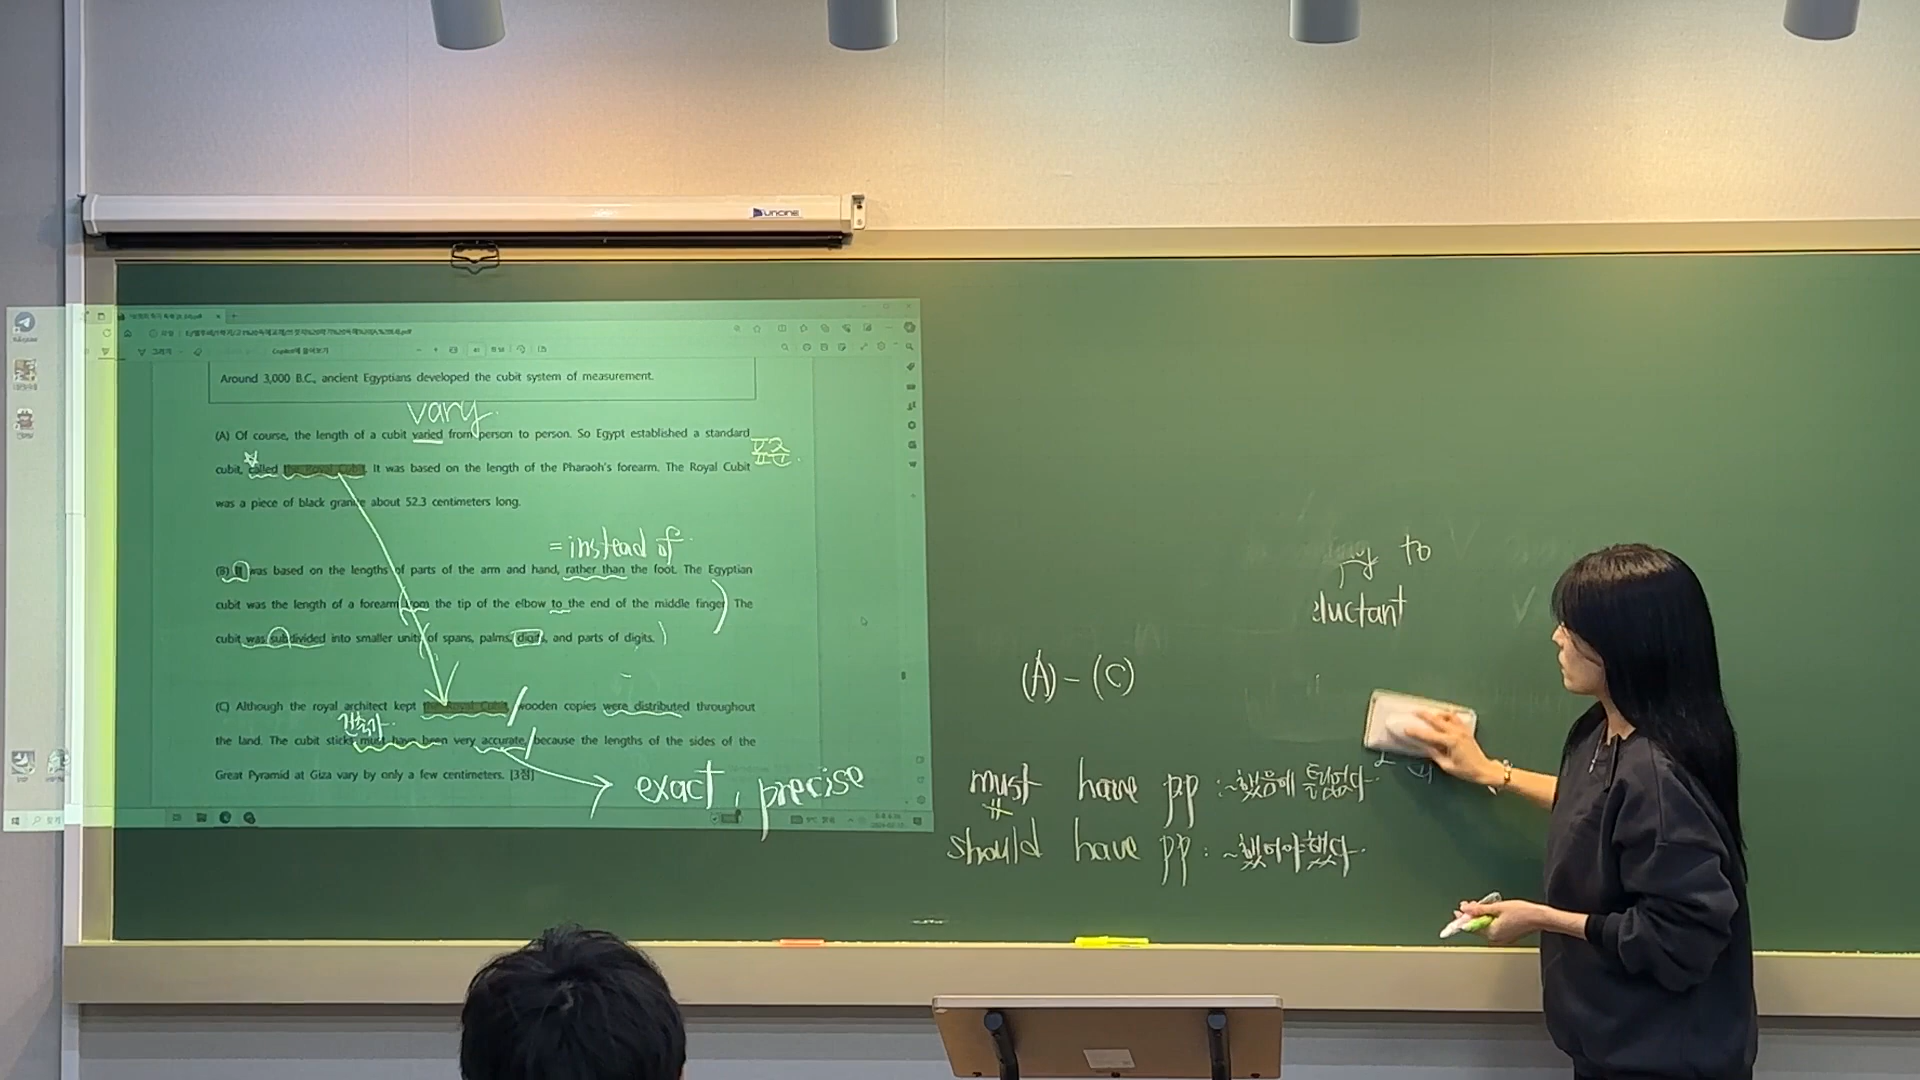 UNCINE
Around 3,000 B.C., ancient Egyptians developed the cubit system of measurement.
vary.
(A) Of course, the length of a cubit varied from person to person. So Egypt established a standard
표준.
cubit, called the Royal Cubit. It was based on the length of the Pharaoh's forearm. The Royal Cubit
was a piece of black granite about 52.3 centimeters long.
= instead of
(B) It was based on the lengths of parts of the arm and hand, rather than the foot. The Egyptian
cubit was the length of a forearm from the tip of the elbow to the end of the middle finger. The
cubit was subdivided into smaller units of spans, palms, digits, and parts of digits.
(C) Although the royal architect kept the Royal Cubit, wooden copies were distributed throughout
건축가.
the land. The cubit sticks must have been very accurate, because the lengths of the sides of the
Great Pyramid at Giza vary by only a few centimeters. [3점]
exact, precise
to
eluctant
(A) - (C)
must have pp : ~했음에 틀림없다.
should have pp : ~했어야 했다.